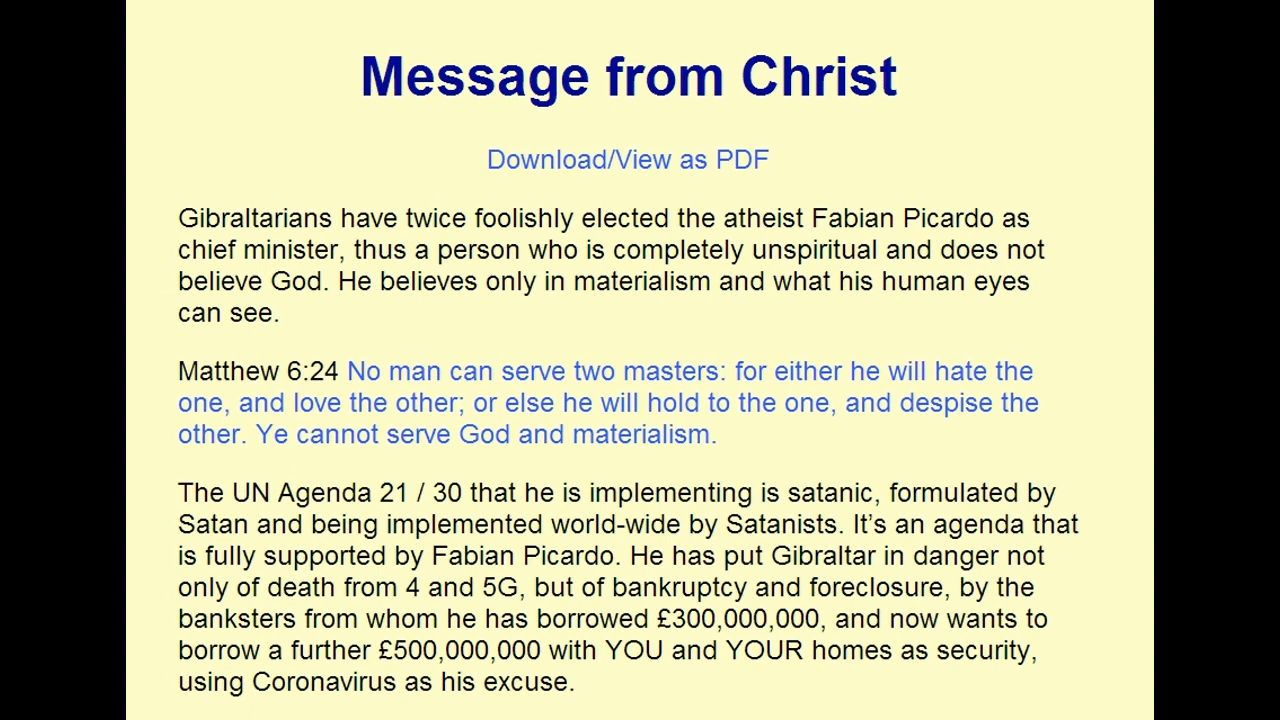 Message from Christ
Download/View as PDF
Gibraltarians have twice foolishly elected the atheist Fabian Picardo as
chief minister, thus a person who is completely unspiritual and does not
believe God. He believes only in materialism and what his human eyes
can see.
Matthew 6:24 No man can serve two masters: for either he will hate the
one, and love the other; or else he will hold to the one, and despise the
other. Ye cannot serve God and materialism.
The UN Agenda 21 / 30 that he is implementing is satanic, formulated by
Satan and being implemented world-wide by Satanists. It’s an agenda that
is fully supported by Fabian Picardo. He has put Gibraltar in danger not
only of death from 4 and 5G, but of bankruptcy and foreclosure, by the
banksters from whom he has borrowed £300,000,000, and now wants to
borrow a further £500,000,000 with YOU and YOUR homes as security,
using Coronavirus as his excuse.